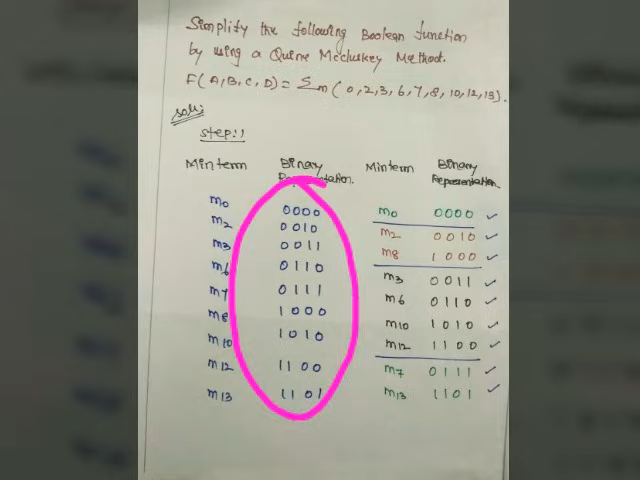 Simplify the following Boolean function
by using a Quine McCluskey Method.
F(A,B,C,D) = Σm(0,2,3,6,7,8,10,12,13).
Soln:
Step:1
Minterm Binary Representation Minterm Binary Representation
m0 0000 m0 0000 ✓
m2 0010 m2 0010 ✓
m3 0011 m8 1000 ✓
m6 0110 m3 0011 ✓
m7 0111 m6 0110 ✓
m8 1000 m10 1010 ✓
m10 1010 m12 1100 ✓
m12 1100 m7 0111 ✓
m13 1101 m13 1101 ✓